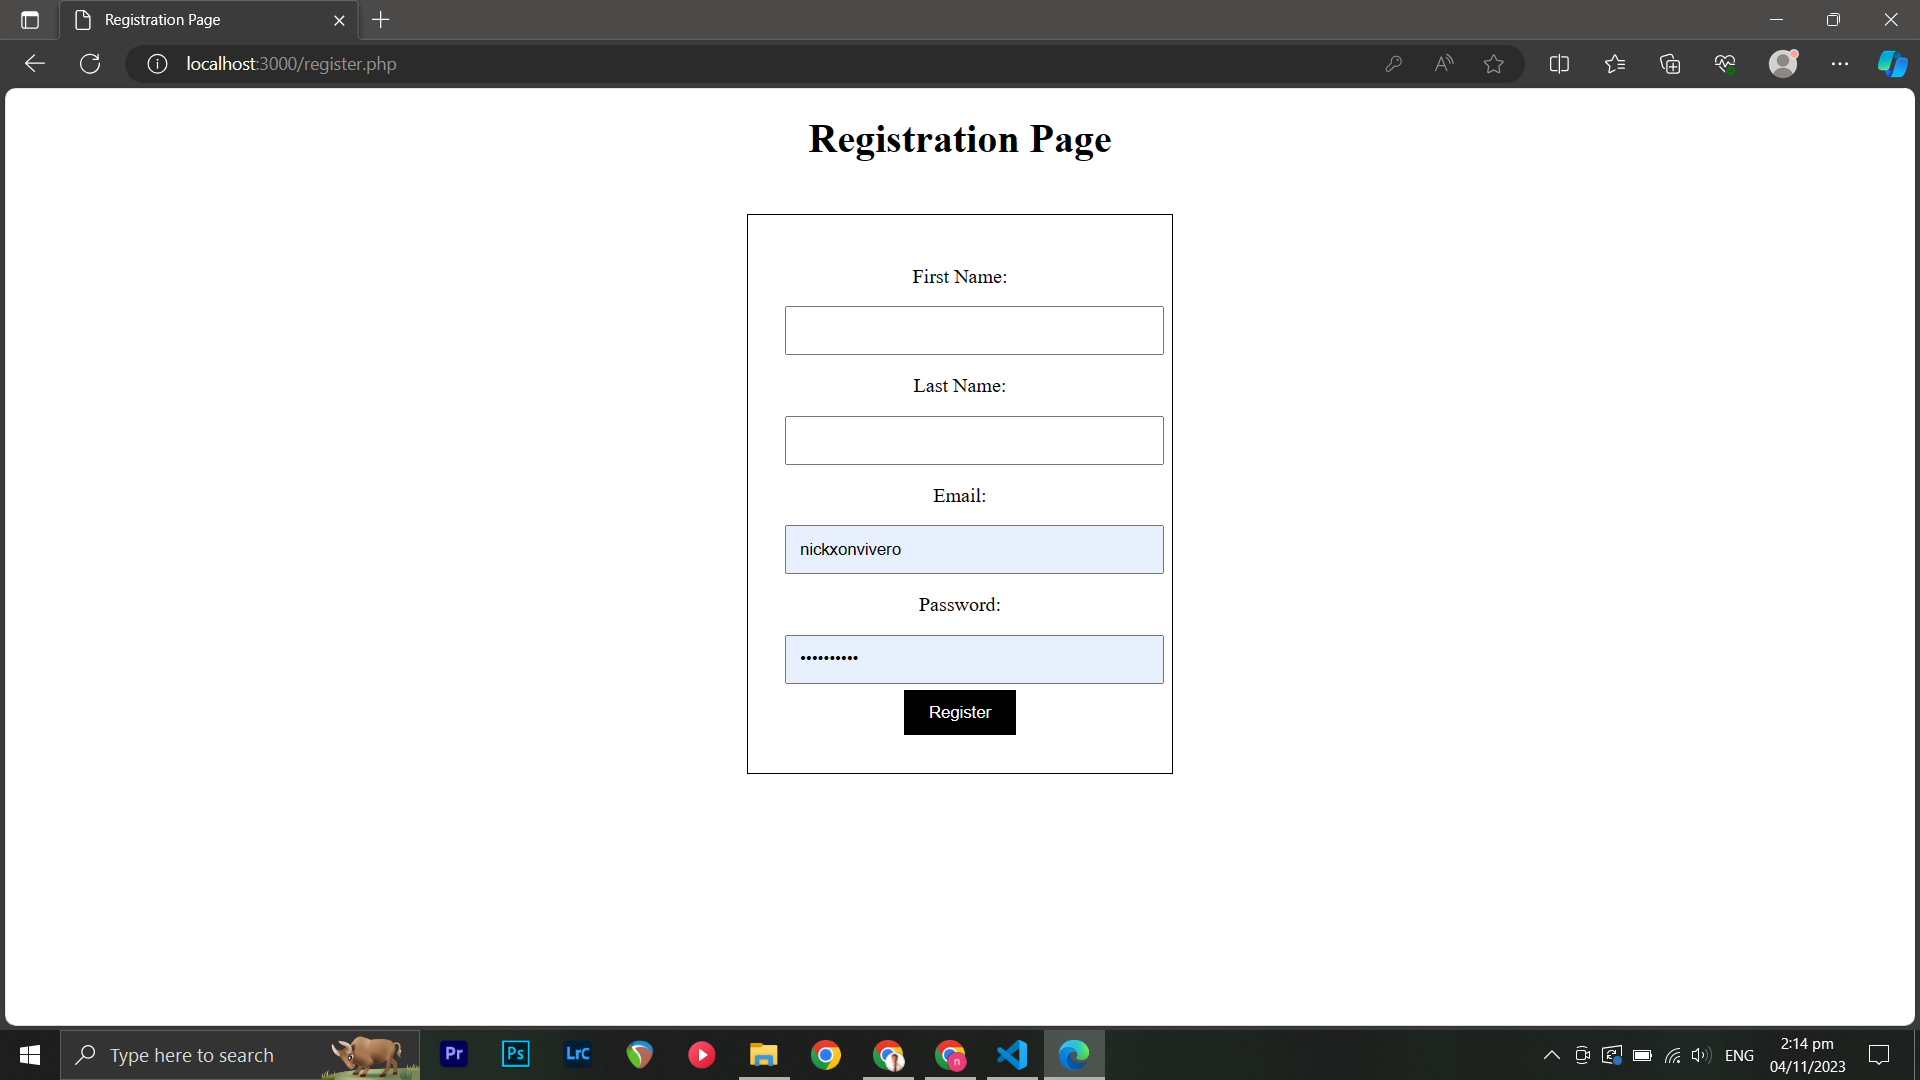 Registration Page
localhost:3000/register.php
Registration Page
First Name:
Last Name:
Email:
nickxonvivero
Password:
••••••••••
Register
Type here to search
Pr
Ps
LrC
n
ENG
2:14 pm
04/11/2023